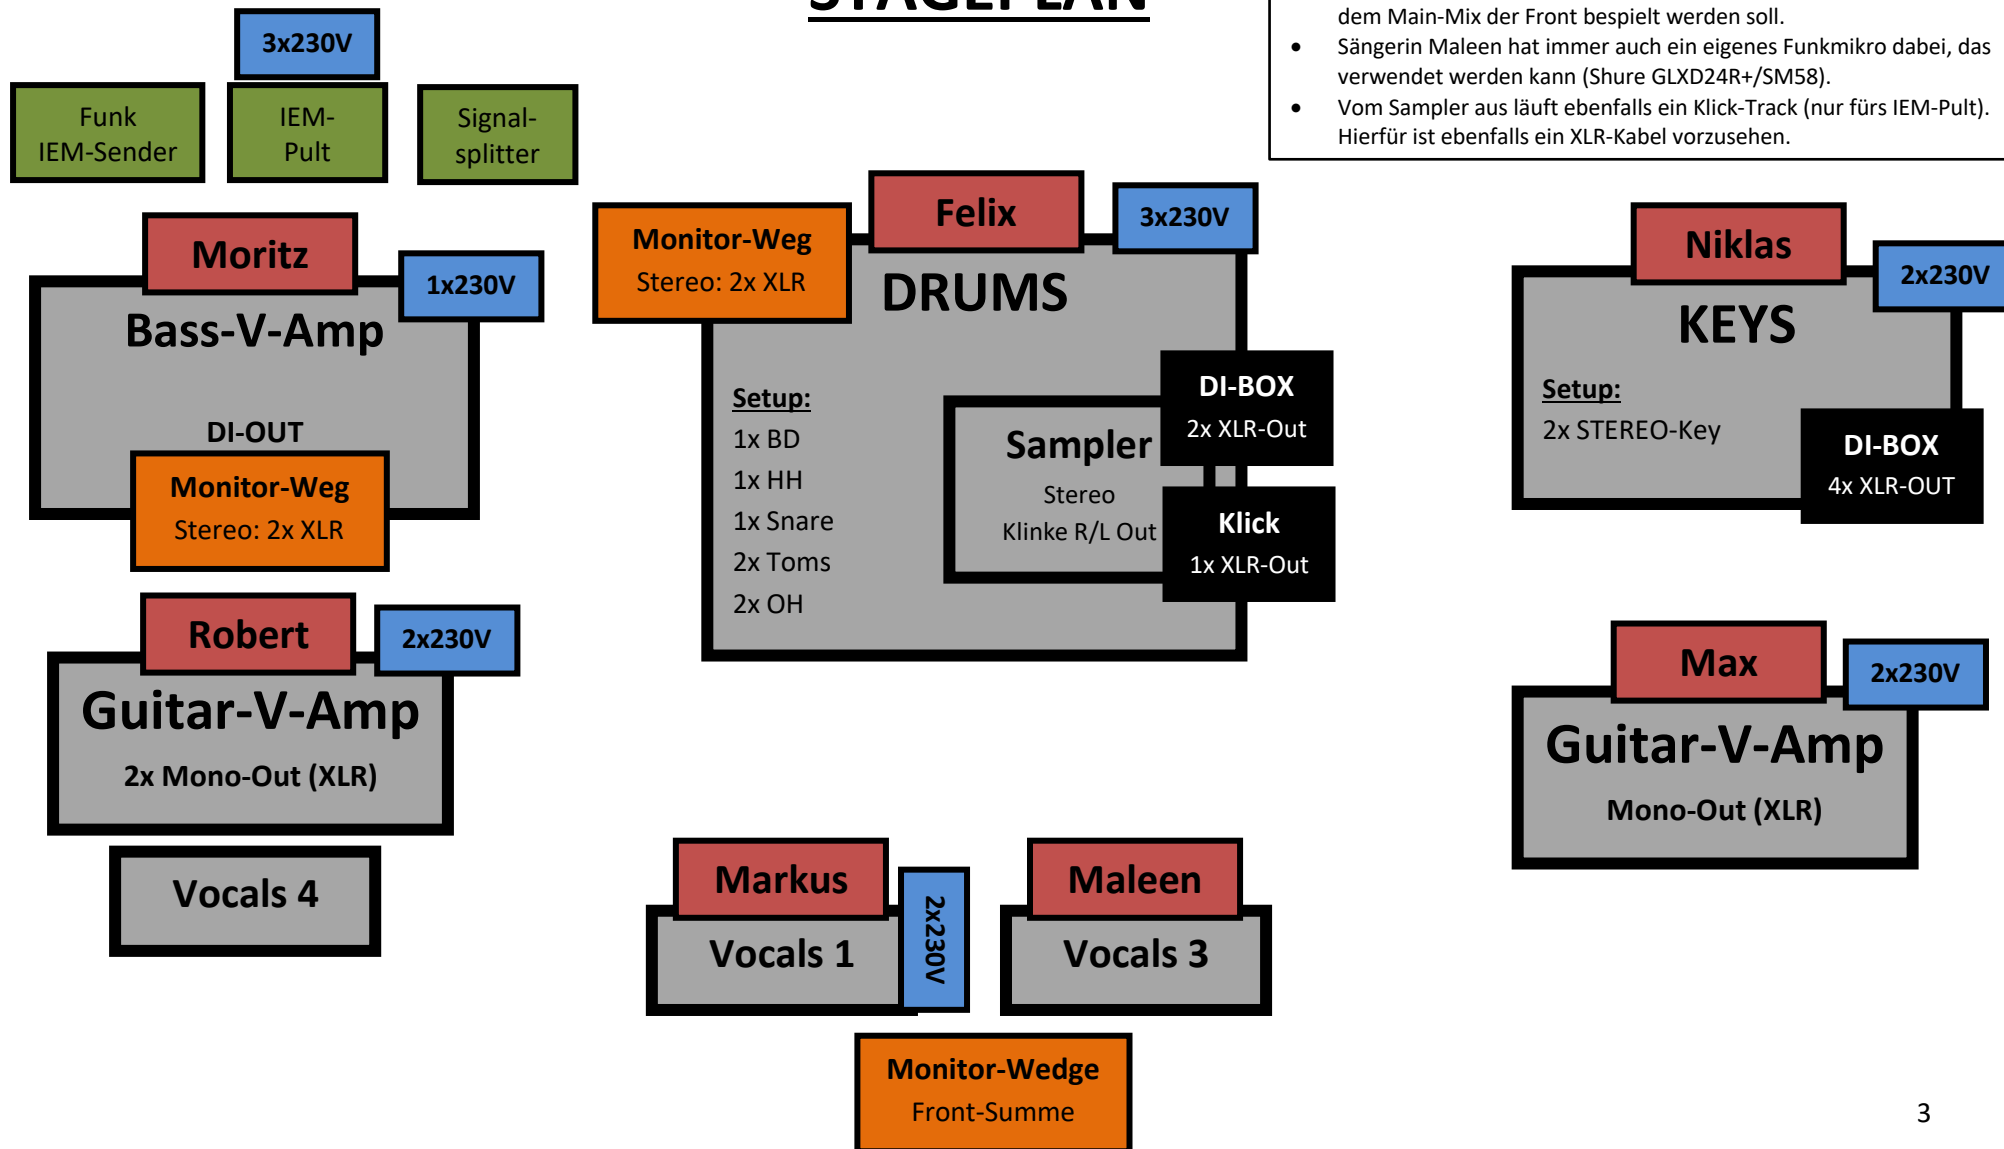 STAGEPLAN
dem Main-Mix der Front bespielt werden soll.
• Sängerin Maleen hat immer auch ein eigenes Funkmikro dabei, das
verwendet werden kann (Shure GLXD24R+/SM58).
• Vom Sampler aus läuft ebenfalls ein Klick-Track (nur fürs IEM-Pult).
Hierfür ist ebenfalls ein XLR-Kabel vorzusehen.
3x230V
Funk
IEM-Sender
IEM-
Pult
Signal-
splitter
Moritz
1x230V
Bass-V-Amp
DI-OUT
Monitor-Weg
Stereo: 2x XLR
Monitor-Weg
Stereo: 2x XLR
Felix
3x230V
DRUMS
Setup:
1x BD
1x HH
1x Snare
2x Toms
2x OH
Sampler
Stereo
Klinke R/L Out
DI-BOX
2x XLR-Out
Klick
1x XLR-Out
Niklas
2x230V
KEYS
Setup:
2x STEREO-Key
DI-BOX
4x XLR-OUT
Robert
2x230V
Guitar-V-Amp
2x Mono-Out (XLR)
Vocals 4
Max
2x230V
Guitar-V-Amp
Mono-Out (XLR)
Markus
2x230V
Vocals 1
Maleen
Vocals 3
Monitor-Wedge
Front-Summe
3